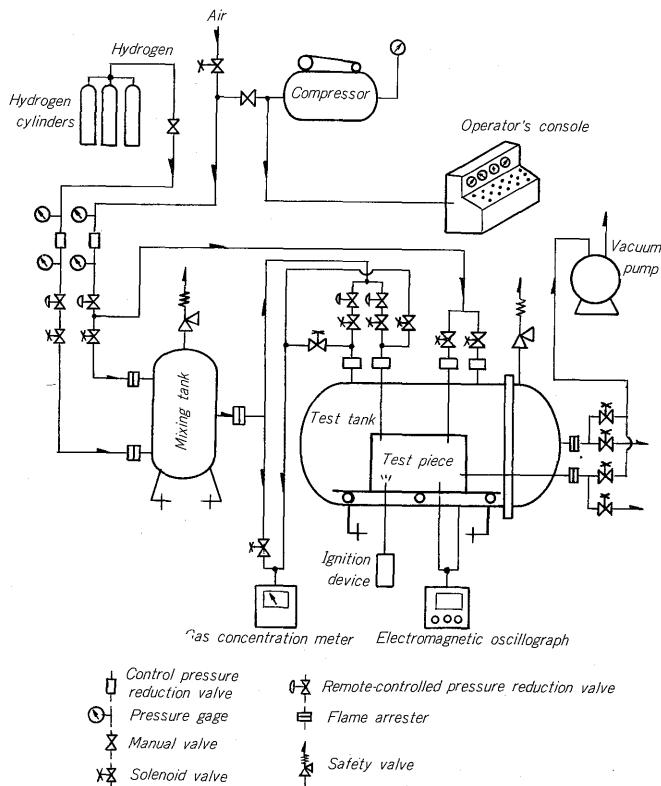 Air
Hydrogen
Hydrogen
cylinders
Compressor
Operator's console
Vacuum
pump
Mixing tank
Test tank
Test piece
Ignition
device
Gas concentration meter
Electromagnetic oscillograph
Control pressure
reduction valve
Pressure gage
Manual valve
Solenoid valve
Remote-controlled pressure reduction valve
Flame arrester
Safety valve